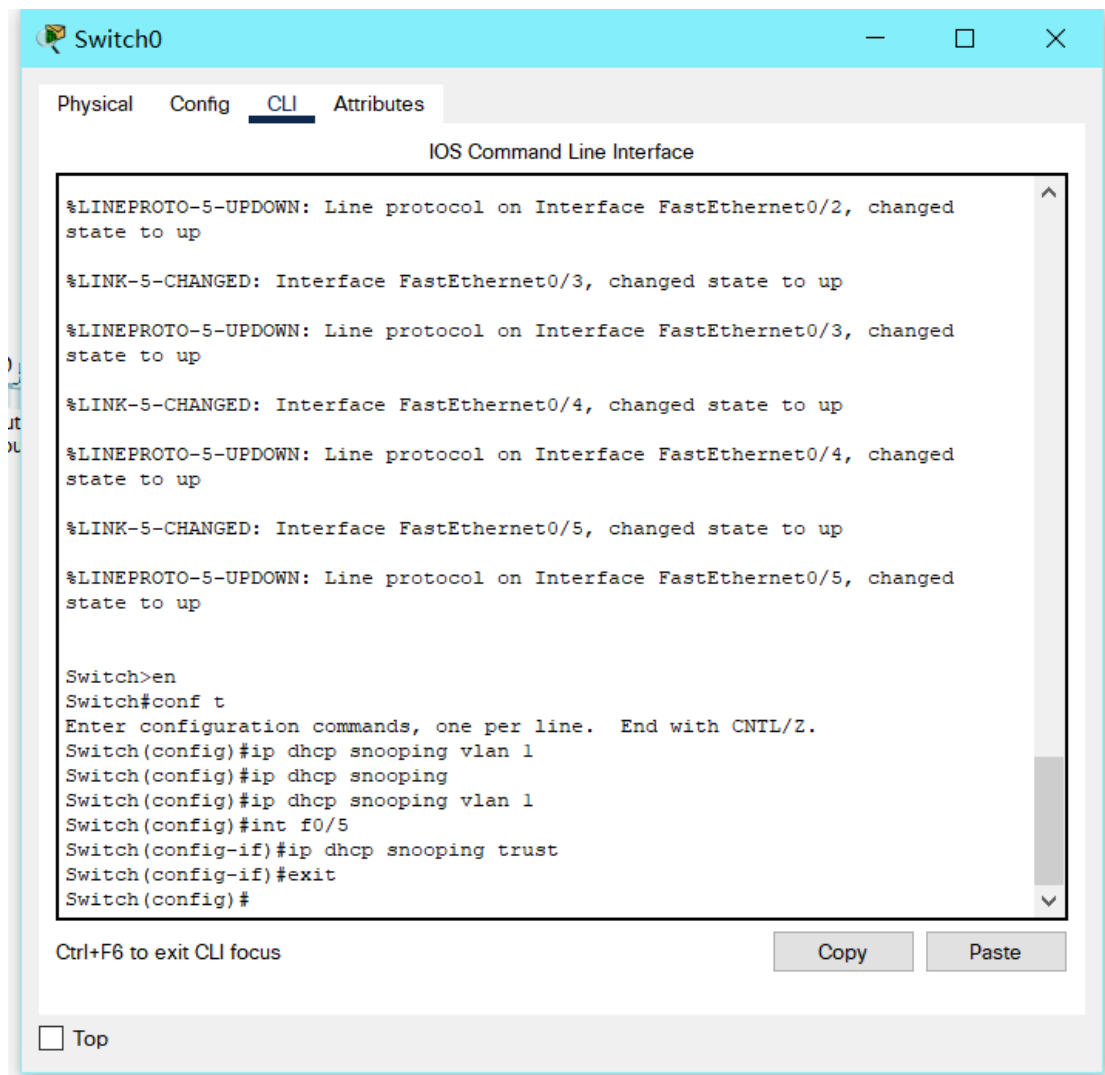 Switch0
Physical Config CLI Attributes
IOS Command Line Interface
%LINEPROTO-5-UPDOWN: Line protocol on Interface FastEthernet0/2, changed
state to up
%LINK-5-CHANGED: Interface FastEthernet0/3, changed state to up
%LINEPROTO-5-UPDOWN: Line protocol on Interface FastEthernet0/3, changed
state to up
%LINK-5-CHANGED: Interface FastEthernet0/4, changed state to up
%LINEPROTO-5-UPDOWN: Line protocol on Interface FastEthernet0/4, changed
state to up
%LINK-5-CHANGED: Interface FastEthernet0/5, changed state to up
%LINEPROTO-5-UPDOWN: Line protocol on Interface FastEthernet0/5, changed
state to up
Switch>en
Switch#conf t
Enter configuration commands, one per line.  End with CNTL/Z.
Switch(config)#ip dhcp snooping vlan 1
Switch(config)#ip dhcp snooping
Switch(config)#ip dhcp snooping vlan 1
Switch(config)#int f0/5
Switch(config-if)#ip dhcp snooping trust
Switch(config-if)#exit
Switch(config)#
Ctrl+F6 to exit CLI focus
Copy
Paste
Top